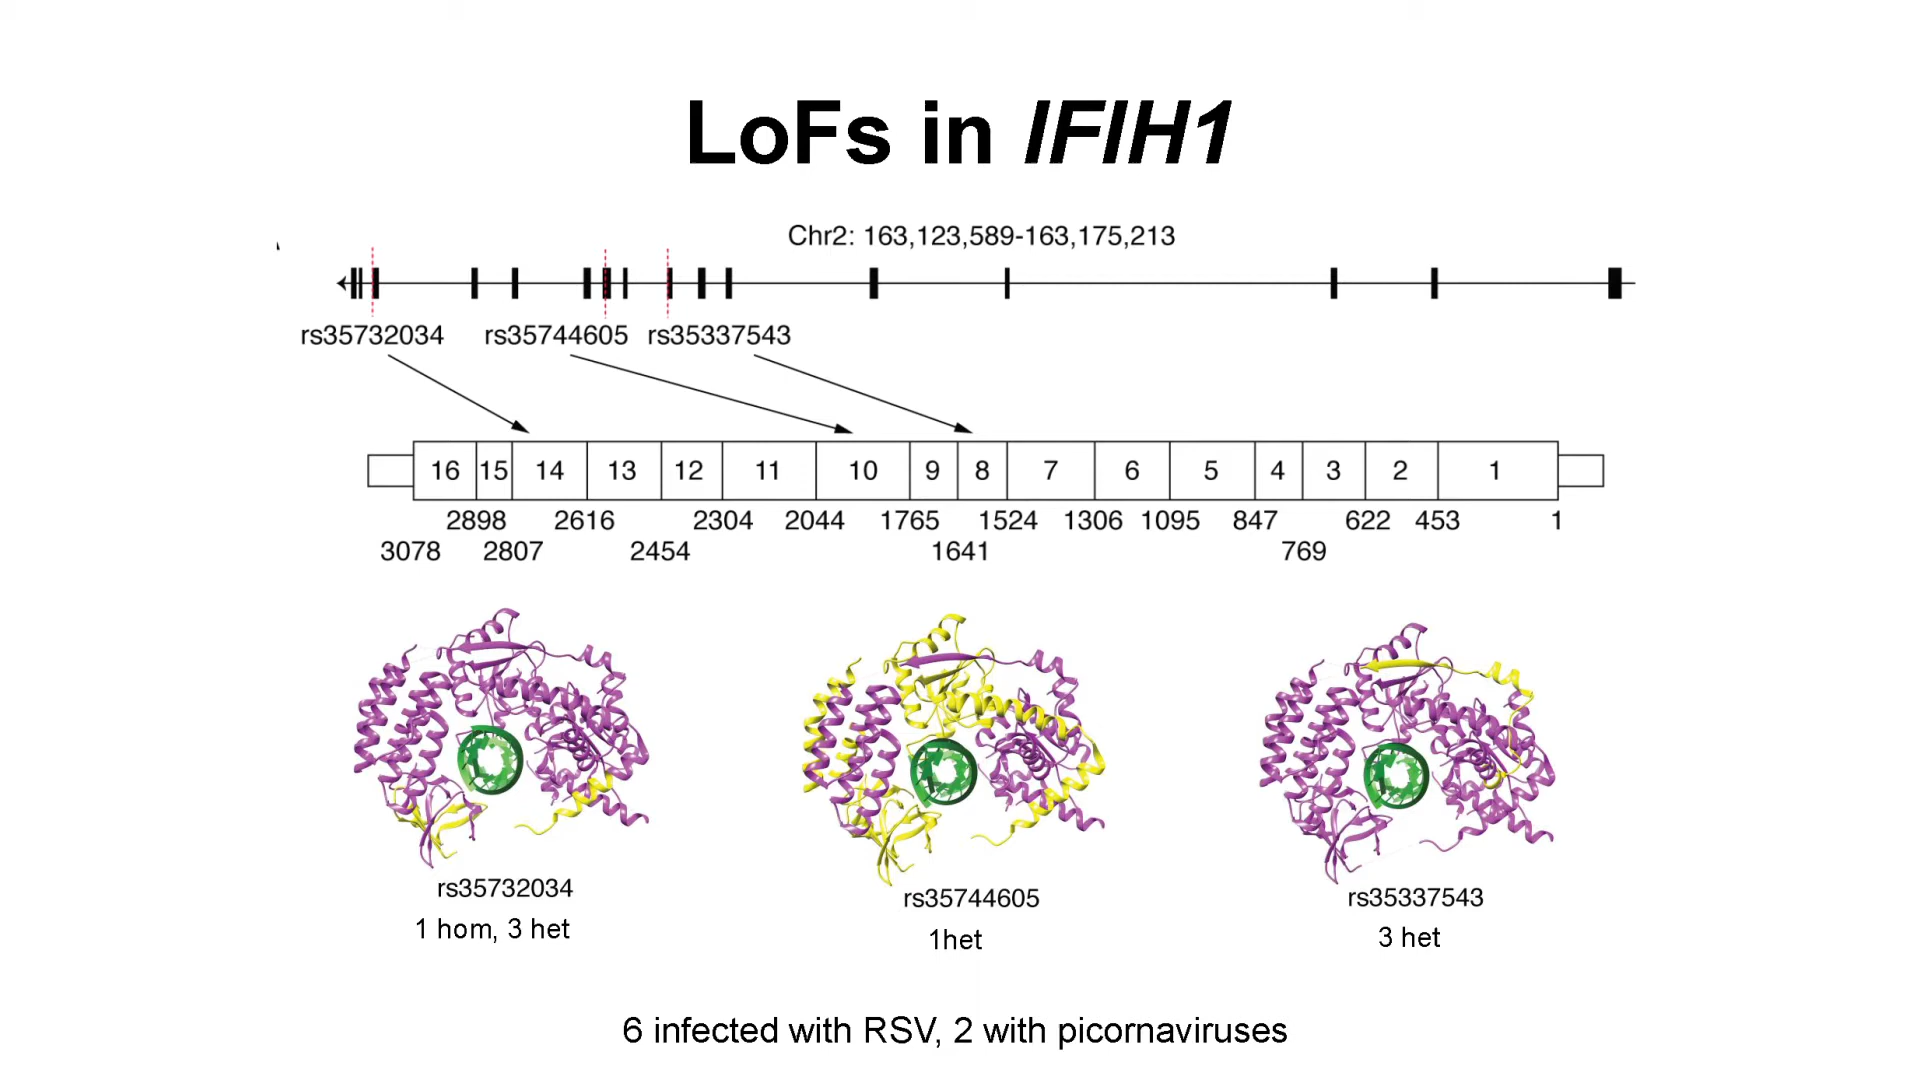 LoFs in IFIH1
Chr2: 163,123,589-163,175,213
rs35732034 rs35744605 rs35337543
16 15 14 13 12 11 10 9 8 7 6 5 4 3 2 1
2898 2616 2304 2044 1765 1524 1306 1095 847 622 453 1
3078 2807 2454 1641 769
rs35732034
1 hom, 3 het
rs35744605
1het
rs35337543
3 het
6 infected with RSV, 2 with picornaviruses